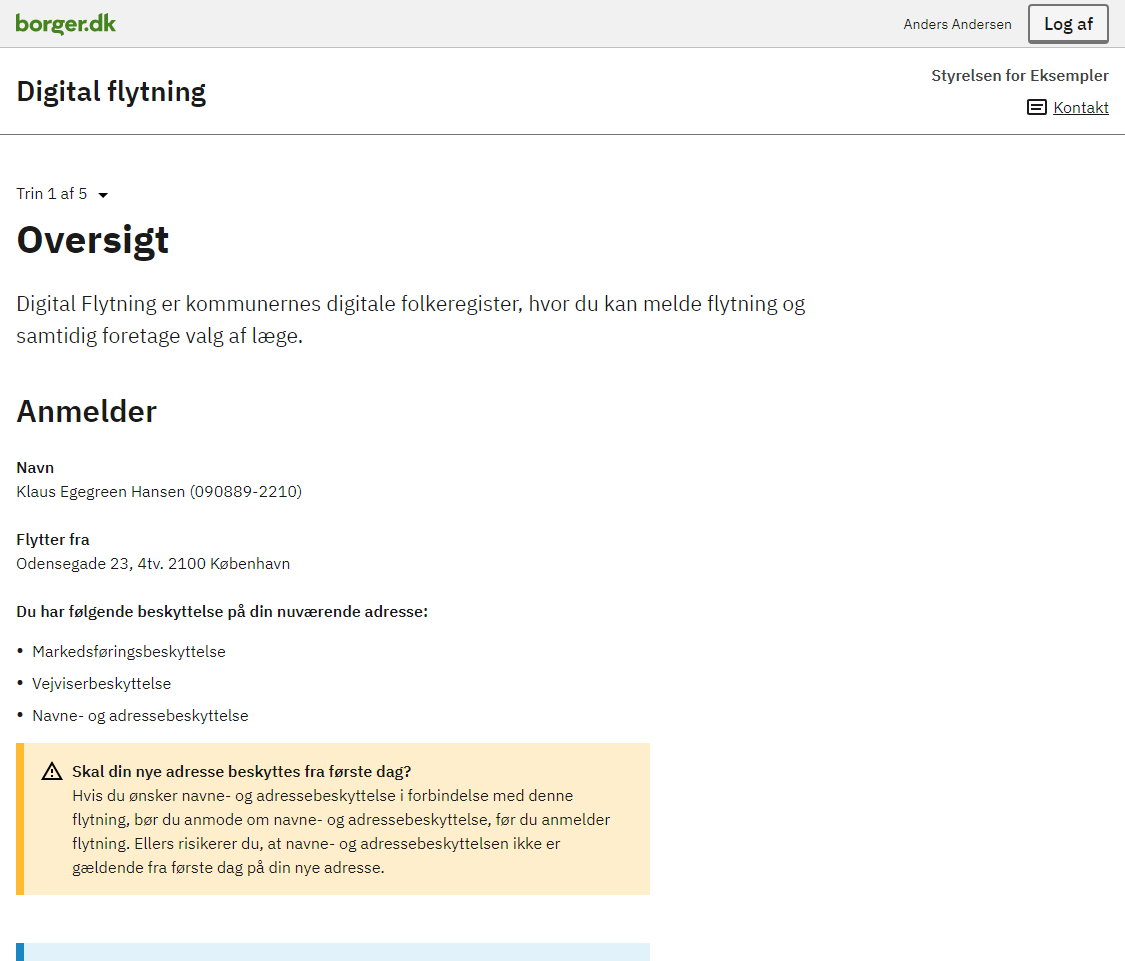 borger.dk
Anders Andersen
Log af
Digital flytning
Styrelsen for Eksempler
Kontakt
Trin 1 af 5
Oversigt
Digital Flytning er kommunernes digitale folkeregister, hvor du kan melde flytning og
samtidig foretage valg af læge.
Anmelder
Navn
Klaus Egegreen Hansen (090889-2210)
Flytter fra
Odensegade 23, 4tv. 2100 København
Du har følgende beskyttelse på din nuværende adresse:
• Markedsføringsbeskyttelse
• Vejviserbeskyttelse
• Navne- og adressebeskyttelse
Skal din nye adresse beskyttes fra første dag?
Hvis du ønsker navne- og adressebeskyttelse i forbindelse med denne
flytning, bør du anmode om navne- og adressebeskyttelse, før du anmelder
flytning. Ellers risikerer du, at navne- og adressebeskyttelsen ikke er
gældende fra første dag på din nye adresse.